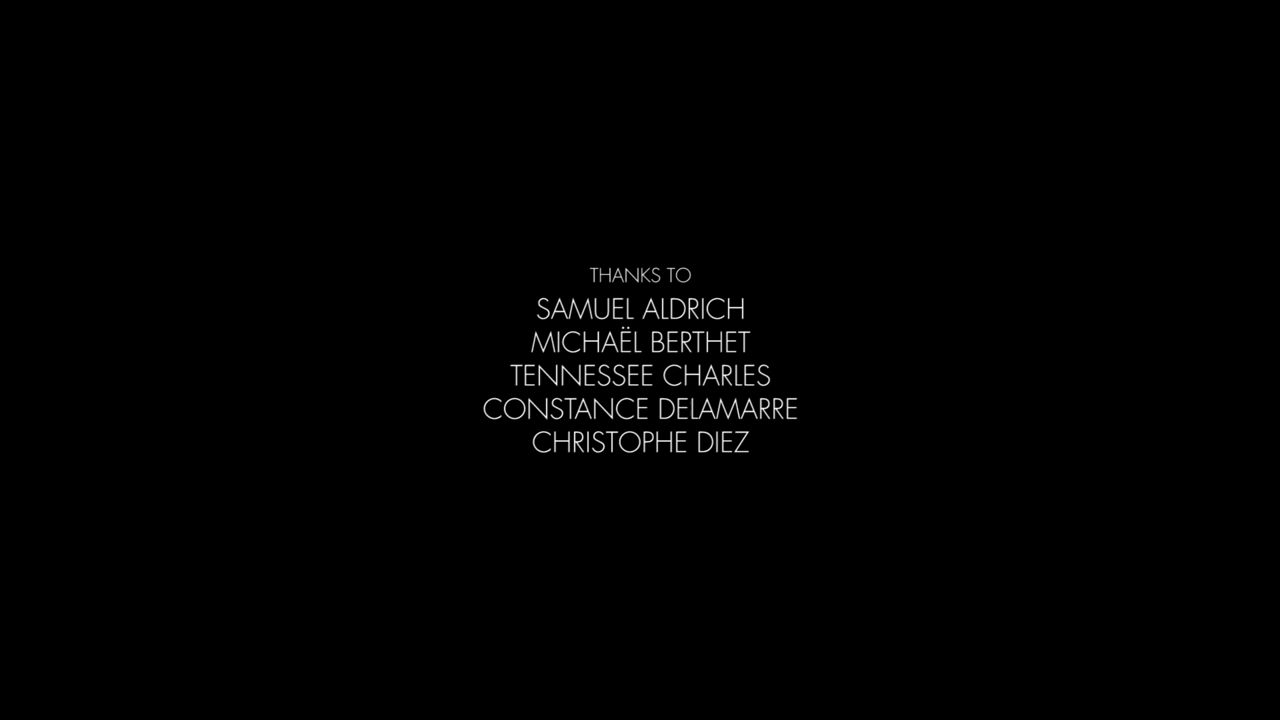 THANKS TO
SAMUEL ALDRICH
MICHAËL BERTHET
TENNESSEE CHARLES
CONSTANCE DELAMARRE
CHRISTOPHE DIEZ